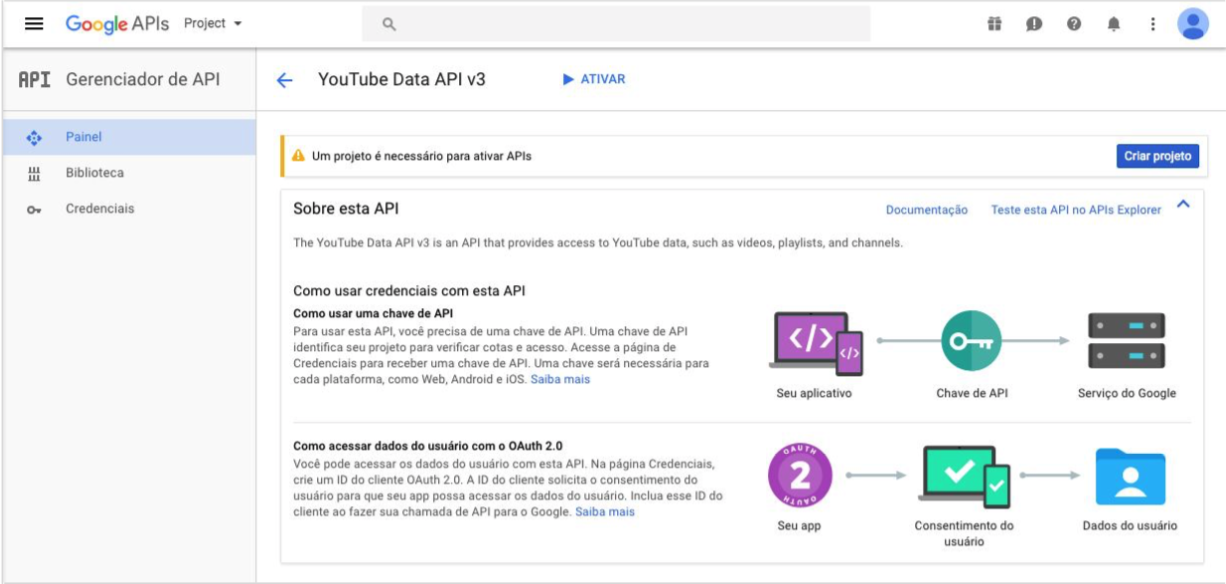 Google APIs Project
API Gerenciador de API
YouTube Data API v3 ATIVAR
Painel
Biblioteca
Credenciais
Um projeto é necessário para ativar APIs Criar projeto
Sobre esta API Documentação Teste esta API no APIs Explorer
The YouTube Data API v3 is an API that provides access to YouTube data, such as videos, playlists, and channels.
Como usar credenciais com esta API
Como usar uma chave de API
Para usar esta API, você precisa de uma chave de API. Uma chave de API
identifica seu projeto para verificar cotas e acesso. Acesse a página de
Credenciais para receber uma chave de API. Uma chave será necessária para
cada plataforma, como Web, Android e iOS. Saiba mais
</>
</>
Seu aplicativo Chave de API Serviço do Google
Como acessar dados do usuário com o OAuth 2.0
Você pode acessar os dados do usuário com esta API. Na página Credenciais,
crie um ID do cliente OAuth 2.0. A ID do cliente solicita o consentimento do
usuário para que seu app possa acessar os dados do usuário. Inclua esse ID do
cliente ao fazer sua chamada de API para o Google. Saiba mais
OAUTH
2
OAUTH
Seu app Consentimento do usuário Dados do usuário